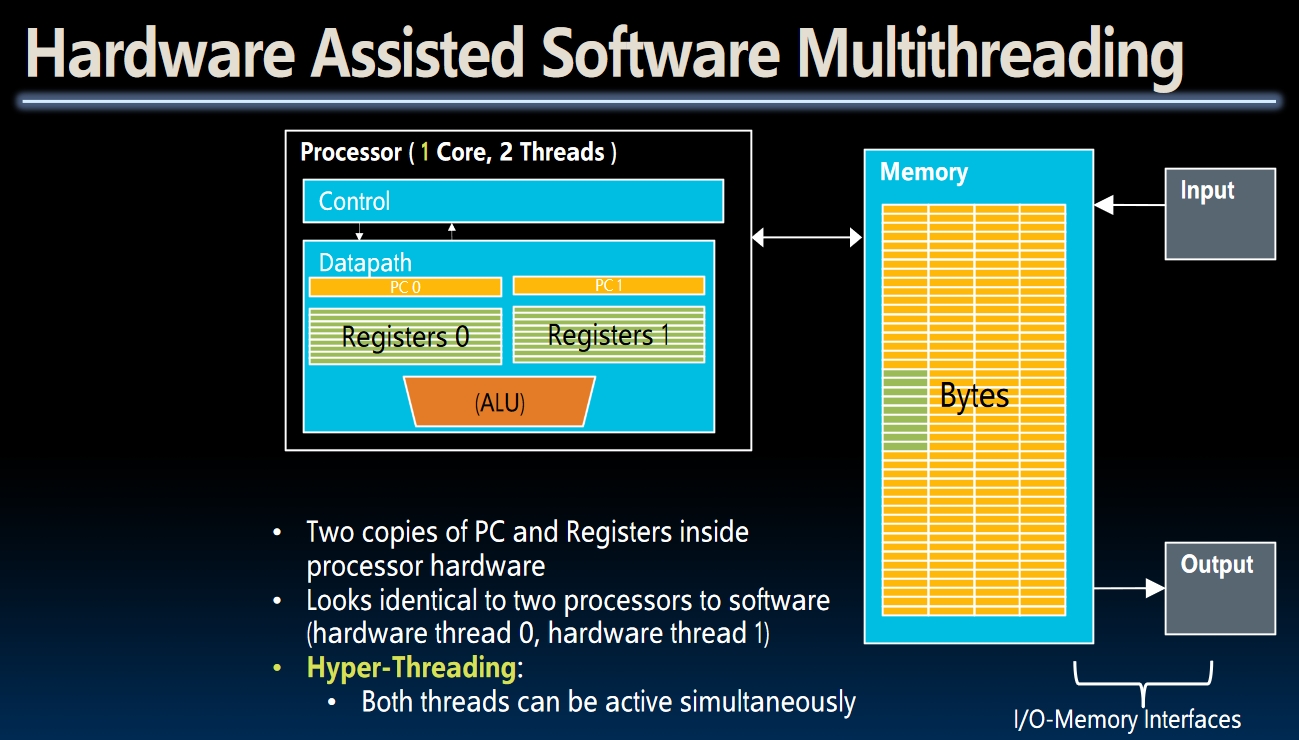 Hardware Assisted Software Multithreading
Processor ( 1 Core, 2 Threads )
Control
Datapath
PC 0
PC 1
Registers 0
Registers 1
(ALU)
Memory
Bytes
Input
Output
I/O-Memory Interfaces
• Two copies of PC and Registers inside
processor hardware
• Looks identical to two processors to software
(hardware thread 0, hardware thread 1)
• Hyper-Threading:
• Both threads can be active simultaneously